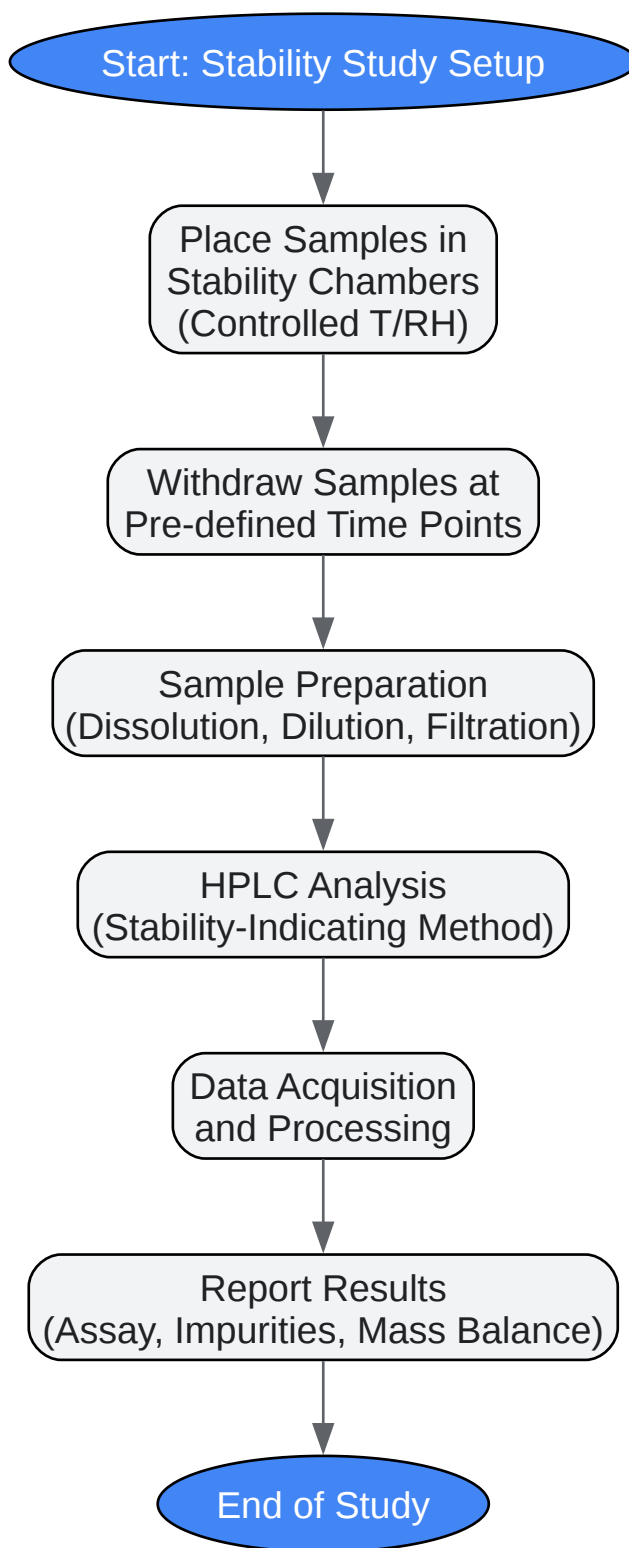 Start: Stability Study Setup
Place Samples in
Stability Chambers
(Controlled T/RH)
Withdraw Samples at
Pre-defined Time Points
Sample Preparation
(Dissolution, Dilution, Filtration)
HPLC Analysis
(Stability-Indicating Method)
Data Acquisition
and Processing
Report Results
(Assay, Impurities, Mass Balance)
End of Study